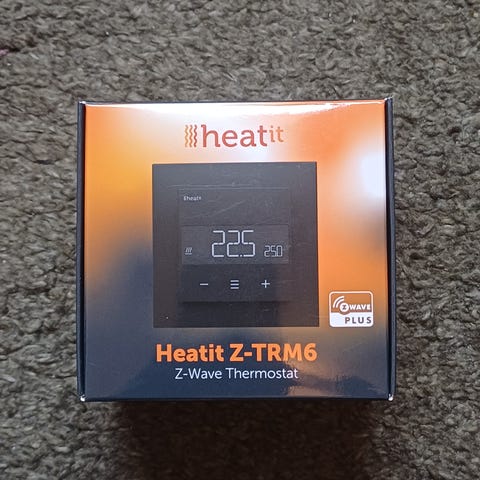 heatit
heatit
22.5 25.0
Z WAVE
PLUS
Heatit Z-TRM6
Z-Wave Thermostat